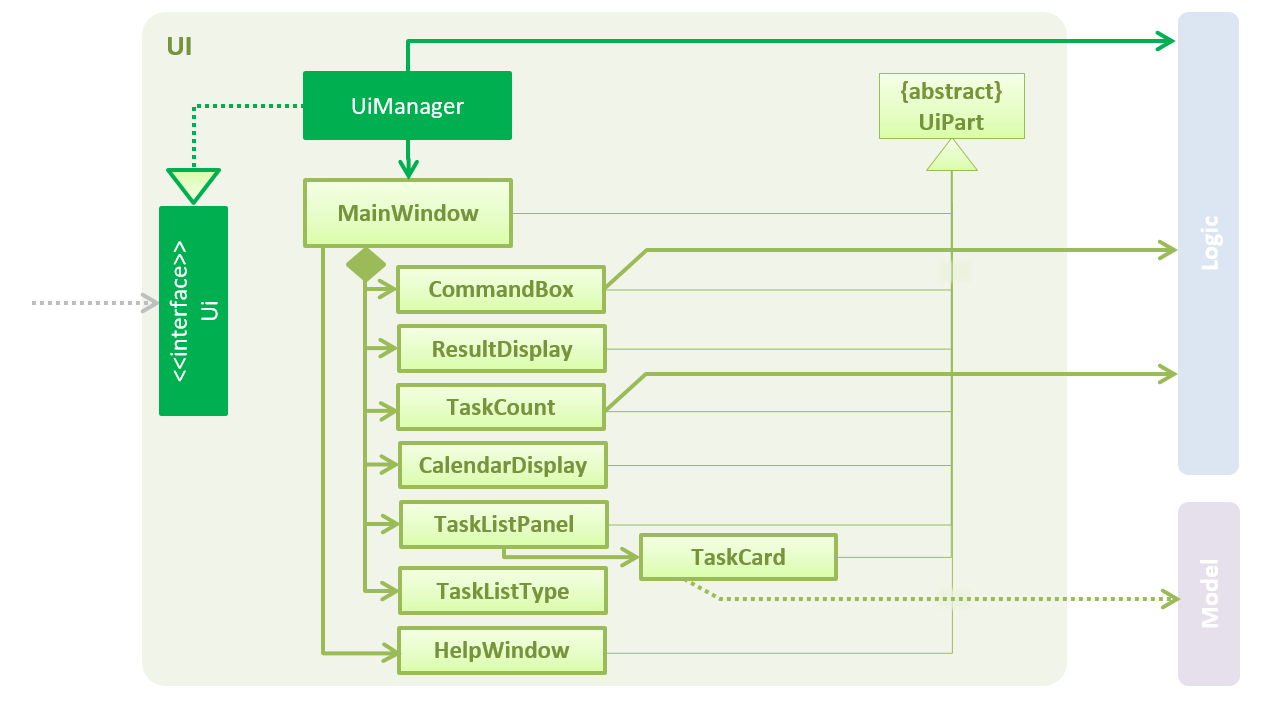 UI
UiManager
{abstract}
UiPart
MainWindow
<<interface>>
Ui
Logic
CommandBox
ResultDisplay
TaskCount
CalendarDisplay
TaskListPanel
TaskCard
TaskListType
HelpWindow
Model